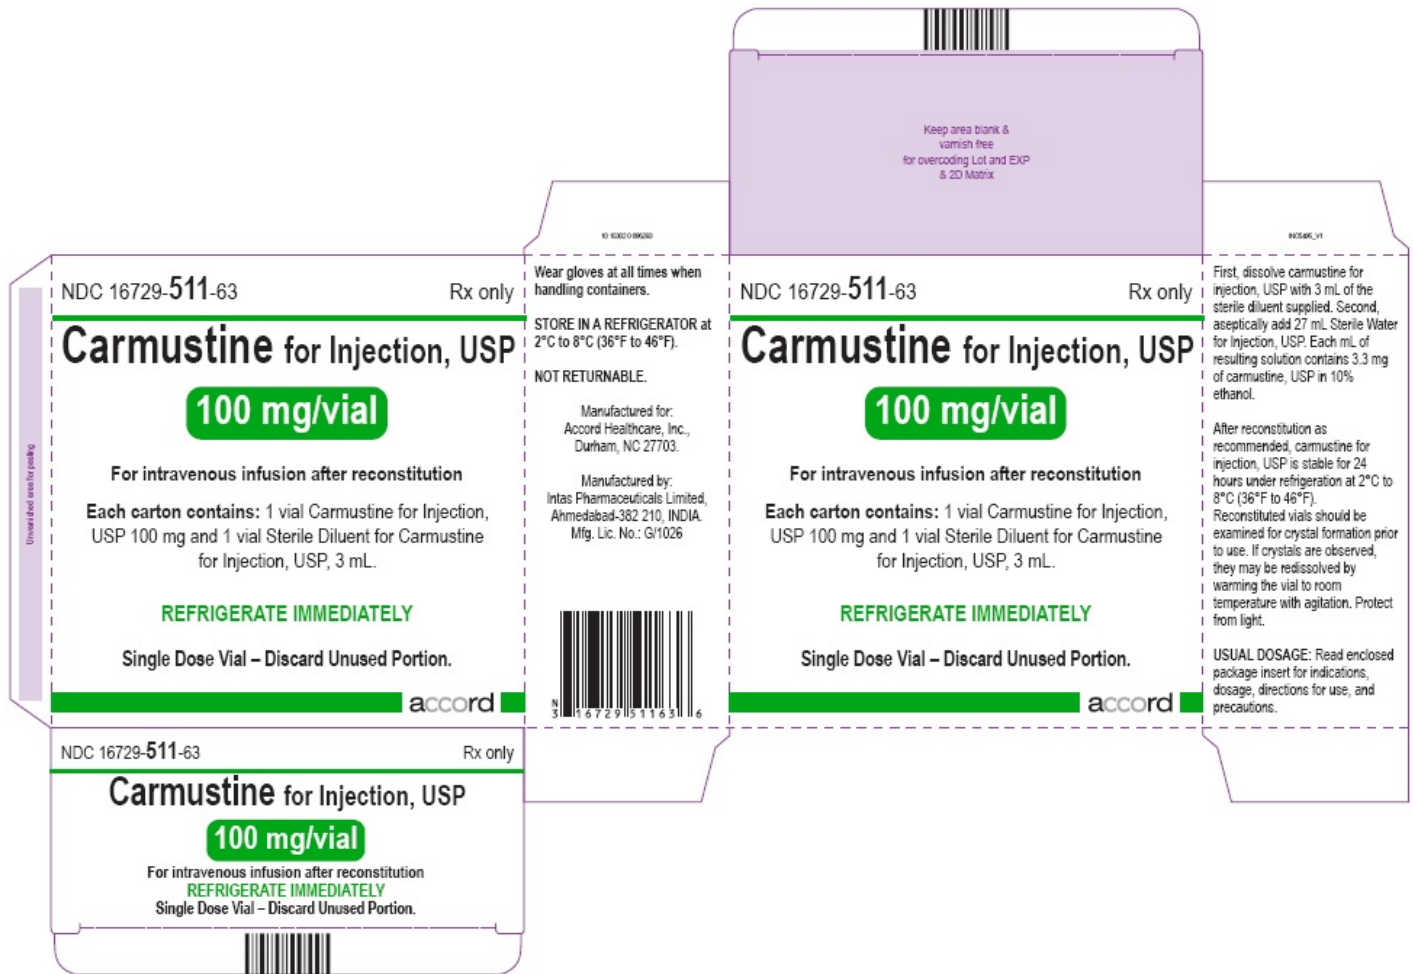 Keep area blank &
varnish free
for overcoding Lot and EXP
& 2D Matrix
Unvarnished area for pasting
NDC 16729-511-63 Rx only
Carmustine for Injection, USP
100 mg/vial
For intravenous infusion after reconstitution
Each carton contains: 1 vial Carmustine for Injection,
USP 100 mg and 1 vial Sterile Diluent for Carmustine
for Injection, USP, 3 mL.
REFRIGERATE IMMEDIATELY
Single Dose Vial – Discard Unused Portion.
accord
Wear gloves at all times when
handling containers.
STORE IN A REFRIGERATOR at
2°C to 8°C (36°F to 46°F).
NOT RETURNABLE.
Manufactured for:
Accord Healthcare, Inc.,
Durham, NC 27703.
Manufactured by:
Intas Pharmaceuticals Limited,
Ahmedabad-382 210, INDIA.
Mfg. Lic. No.: G/1026
N
3 16729 51163 6
NDC 16729-511-63 Rx only
Carmustine for Injection, USP
100 mg/vial
For intravenous infusion after reconstitution
Each carton contains: 1 vial Carmustine for Injection,
USP 100 mg and 1 vial Sterile Diluent for Carmustine
for Injection, USP, 3 mL.
REFRIGERATE IMMEDIATELY
Single Dose Vial – Discard Unused Portion.
accord
First, dissolve carmustine for
injection, USP with 3 mL of the
sterile diluent supplied. Second,
aseptically add 27 mL Sterile Water
for Injection, USP. Each mL of
resulting solution contains 3.3 mg
of carmustine, USP in 10%
ethanol.
After reconstitution as
recommended, carmustine for
injection, USP is stable for 24
hours under refrigeration at 2°C to
8°C (36°F to 46°F).
Reconstituted vials should be
examined for crystal formation prior
to use. If crystals are observed,
they may be redissolved by
warming the vial to room
temperature with agitation. Protect
from light.
USUAL DOSAGE: Read enclosed
package insert for indications,
dosage, directions for use, and
precautions.
NDC 16729-511-63 Rx only
Carmustine for Injection, USP
100 mg/vial
For intravenous infusion after reconstitution
REFRIGERATE IMMEDIATELY
Single Dose Vial – Discard Unused Portion.